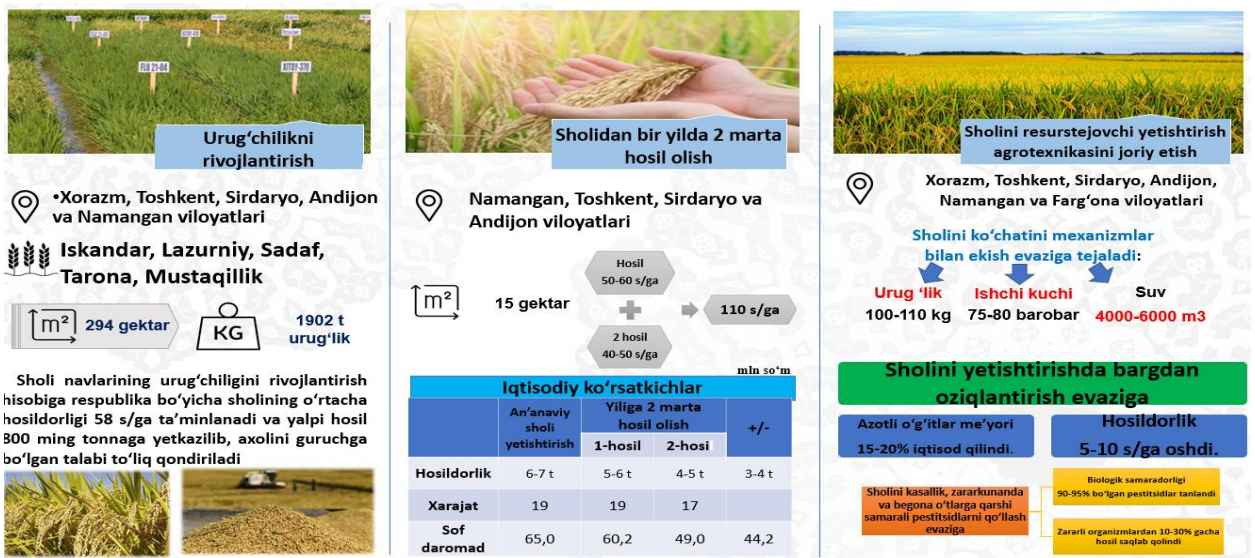 FLU 21-04
XITOY-370
Urug‘chilikni
rivojlantirish
•Xorazm, Toshkent, Sirdaryo, Andijon
va Namangan viloyatlari
Iskandar, Lazurniy, Sadaf,
Tarona, Mustaqillik
m²
294 gektar
KG
1902 t
urug‘lik
Sholi navlarining urug‘chiligini rivojlantirish
hisobiga respublika bo‘yicha sholining o‘rtacha
hosildorligi 58 s/ga ta’minlanadi va yalpi hosil
800 ming tonnaga yetkazilib, axolini guruchga
bo‘lgan talabi to‘liq qondiriladi
Sholidan bir yilda 2 marta
hosil olish
Namangan, Toshkent, Sirdaryo va
Andijon viloyatlari
m²
15 gektar
Hosil
50-60 s/ga
2 hosil
40-50 s/ga
110 s/ga
mln so‘m
Iqtisodiy ko‘rsatkichlar
An’anaviy sholi yetishtirish Yiliga 2 marta hosil olish +/-
1-hosil 2-hosil
Hosildorlik 6-7 t 5-6 t 4-5 t 3-4 t
Xarajat 19 19 17
Sof daromad 65,0 60,2 49,0 44,2
Sholini resurstejovchi yetishtirish
agrotexnikasini joriy etish
Xorazm, Toshkent, Sirdaryo, Andijon,
Namangan va Farg‘ona viloyatlari
Sholini ko‘chatini mexanizmlar
bilan ekish evaziga tejaladi:
Urug ‘lik Ishchi kuchi Suv
100-110 kg 75-80 barobar 4000-6000 m3
Sholini yetishtirishda bargdan
oziqlantirish evaziga
Azotli o‘g‘itlar me’yori
15-20% iqtisod qilindi.
Hosildorlik
5-10 s/ga oshdi.
Sholini kasallik, zararkunanda
va begona o‘tlarga qarshi
samarali pestitsidlarni qo‘llash
evaziga
Biologik samaradorligi
90-95% bo‘lgan pestitsidlar tanlandi
Zararli organizmlardan 10-30% gacha
hosil saqlab qolindi